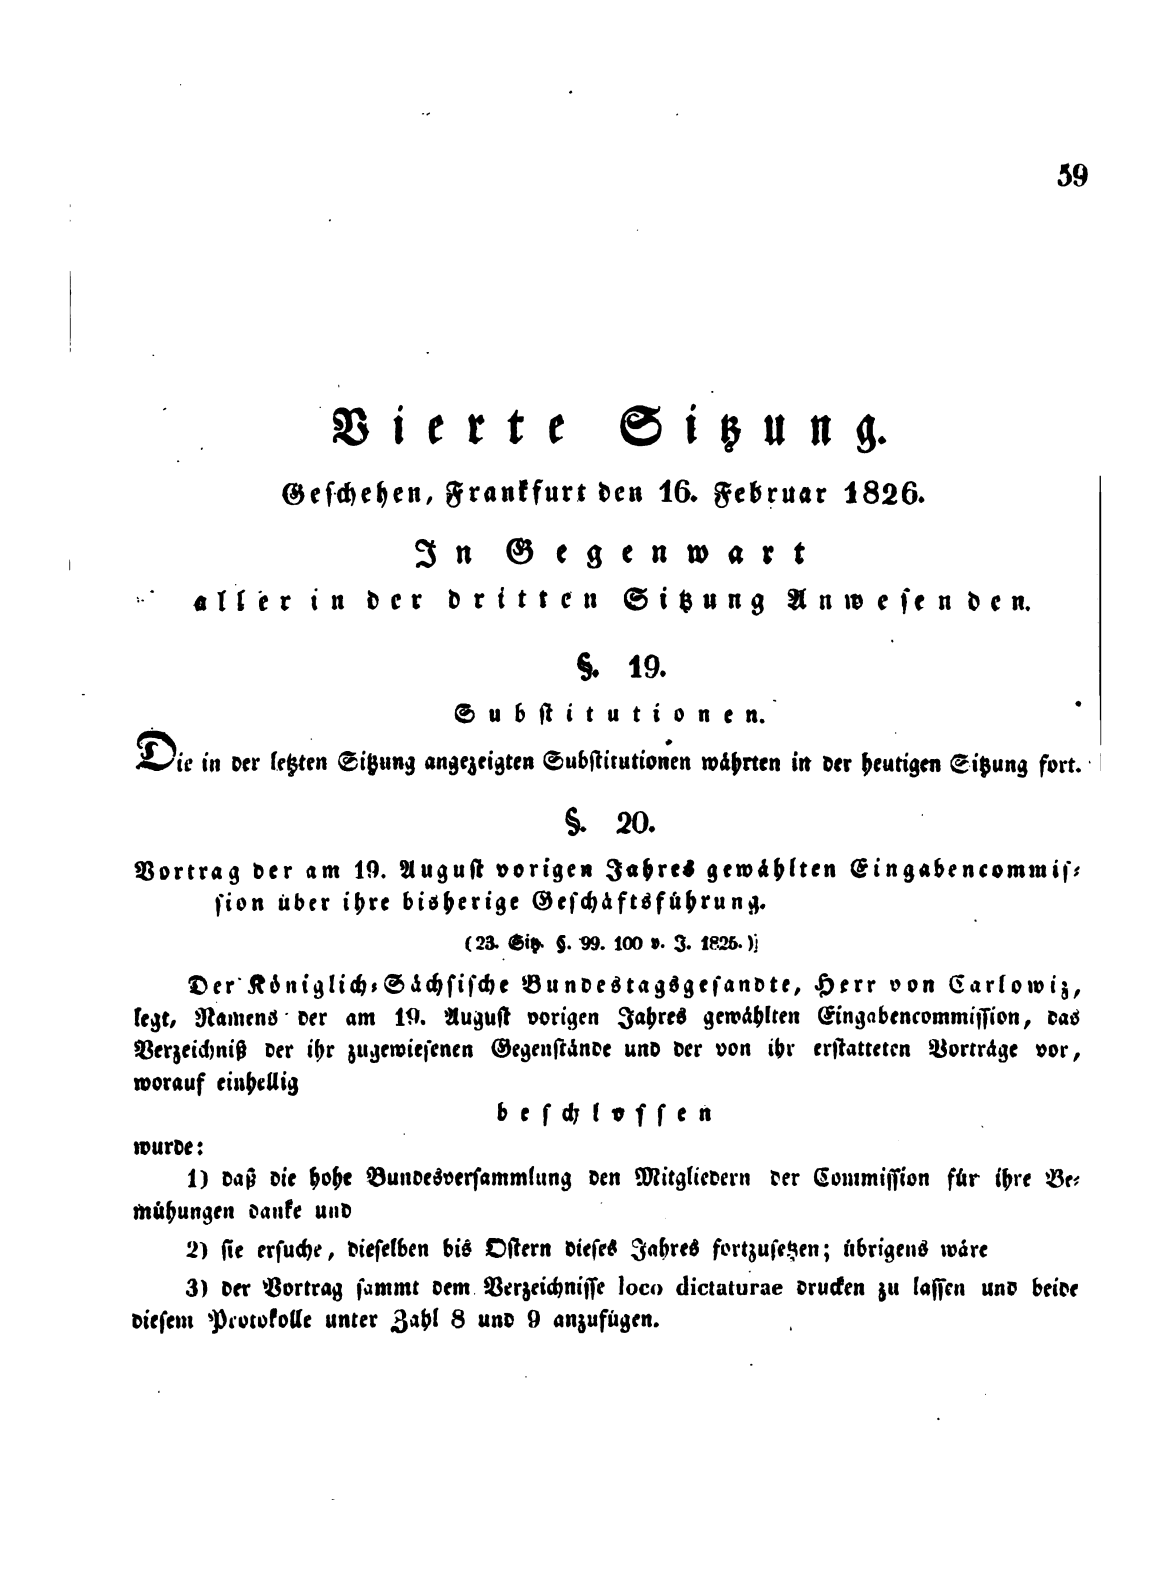 59
Vierte Sitzung.
Geschehen, Frankfurt den 16. Februar 1826.
In Gegenwart
aller in der dritten Sitzung Anwesenden.
§. 19.
Substitutionen.
Die in der letzten Sitzung angezeigten Substitutionen währten in der heutigen Sitzung fort.
§. 20.
Vortrag der am 19. August vorigen Jahres gewählten Eingabencommis-
sion über ihre bisherige Geschäftsführung.
(23. Sitz. §. 99. 100 v. J. 1825.)
Der Königlich-Sächsische Bundestagsgesandte, Herr von Carlowiz,
legt, Namens der am 19. August vorigen Jahres gewählten Eingabencommission, das
Verzeichniß der ihr zugewiesenen Gegenstände und der von ihr erstatteten Vorträge vor,
worauf einhellig
beschlossen
wurde:
1) daß die hohe Bundesversammlung den Mitgliedern der Commission für ihre Be-
mühungen danke und
2) sie ersuche, dieselben bis Ostern dieses Jahres fortzusetzen; übrigens wäre
3) der Vortrag sammt dem Verzeichnisse loco dictaturae drucken zu lassen und beide
diesem Protokolle unter Zahl 8 und 9 anzufügen.